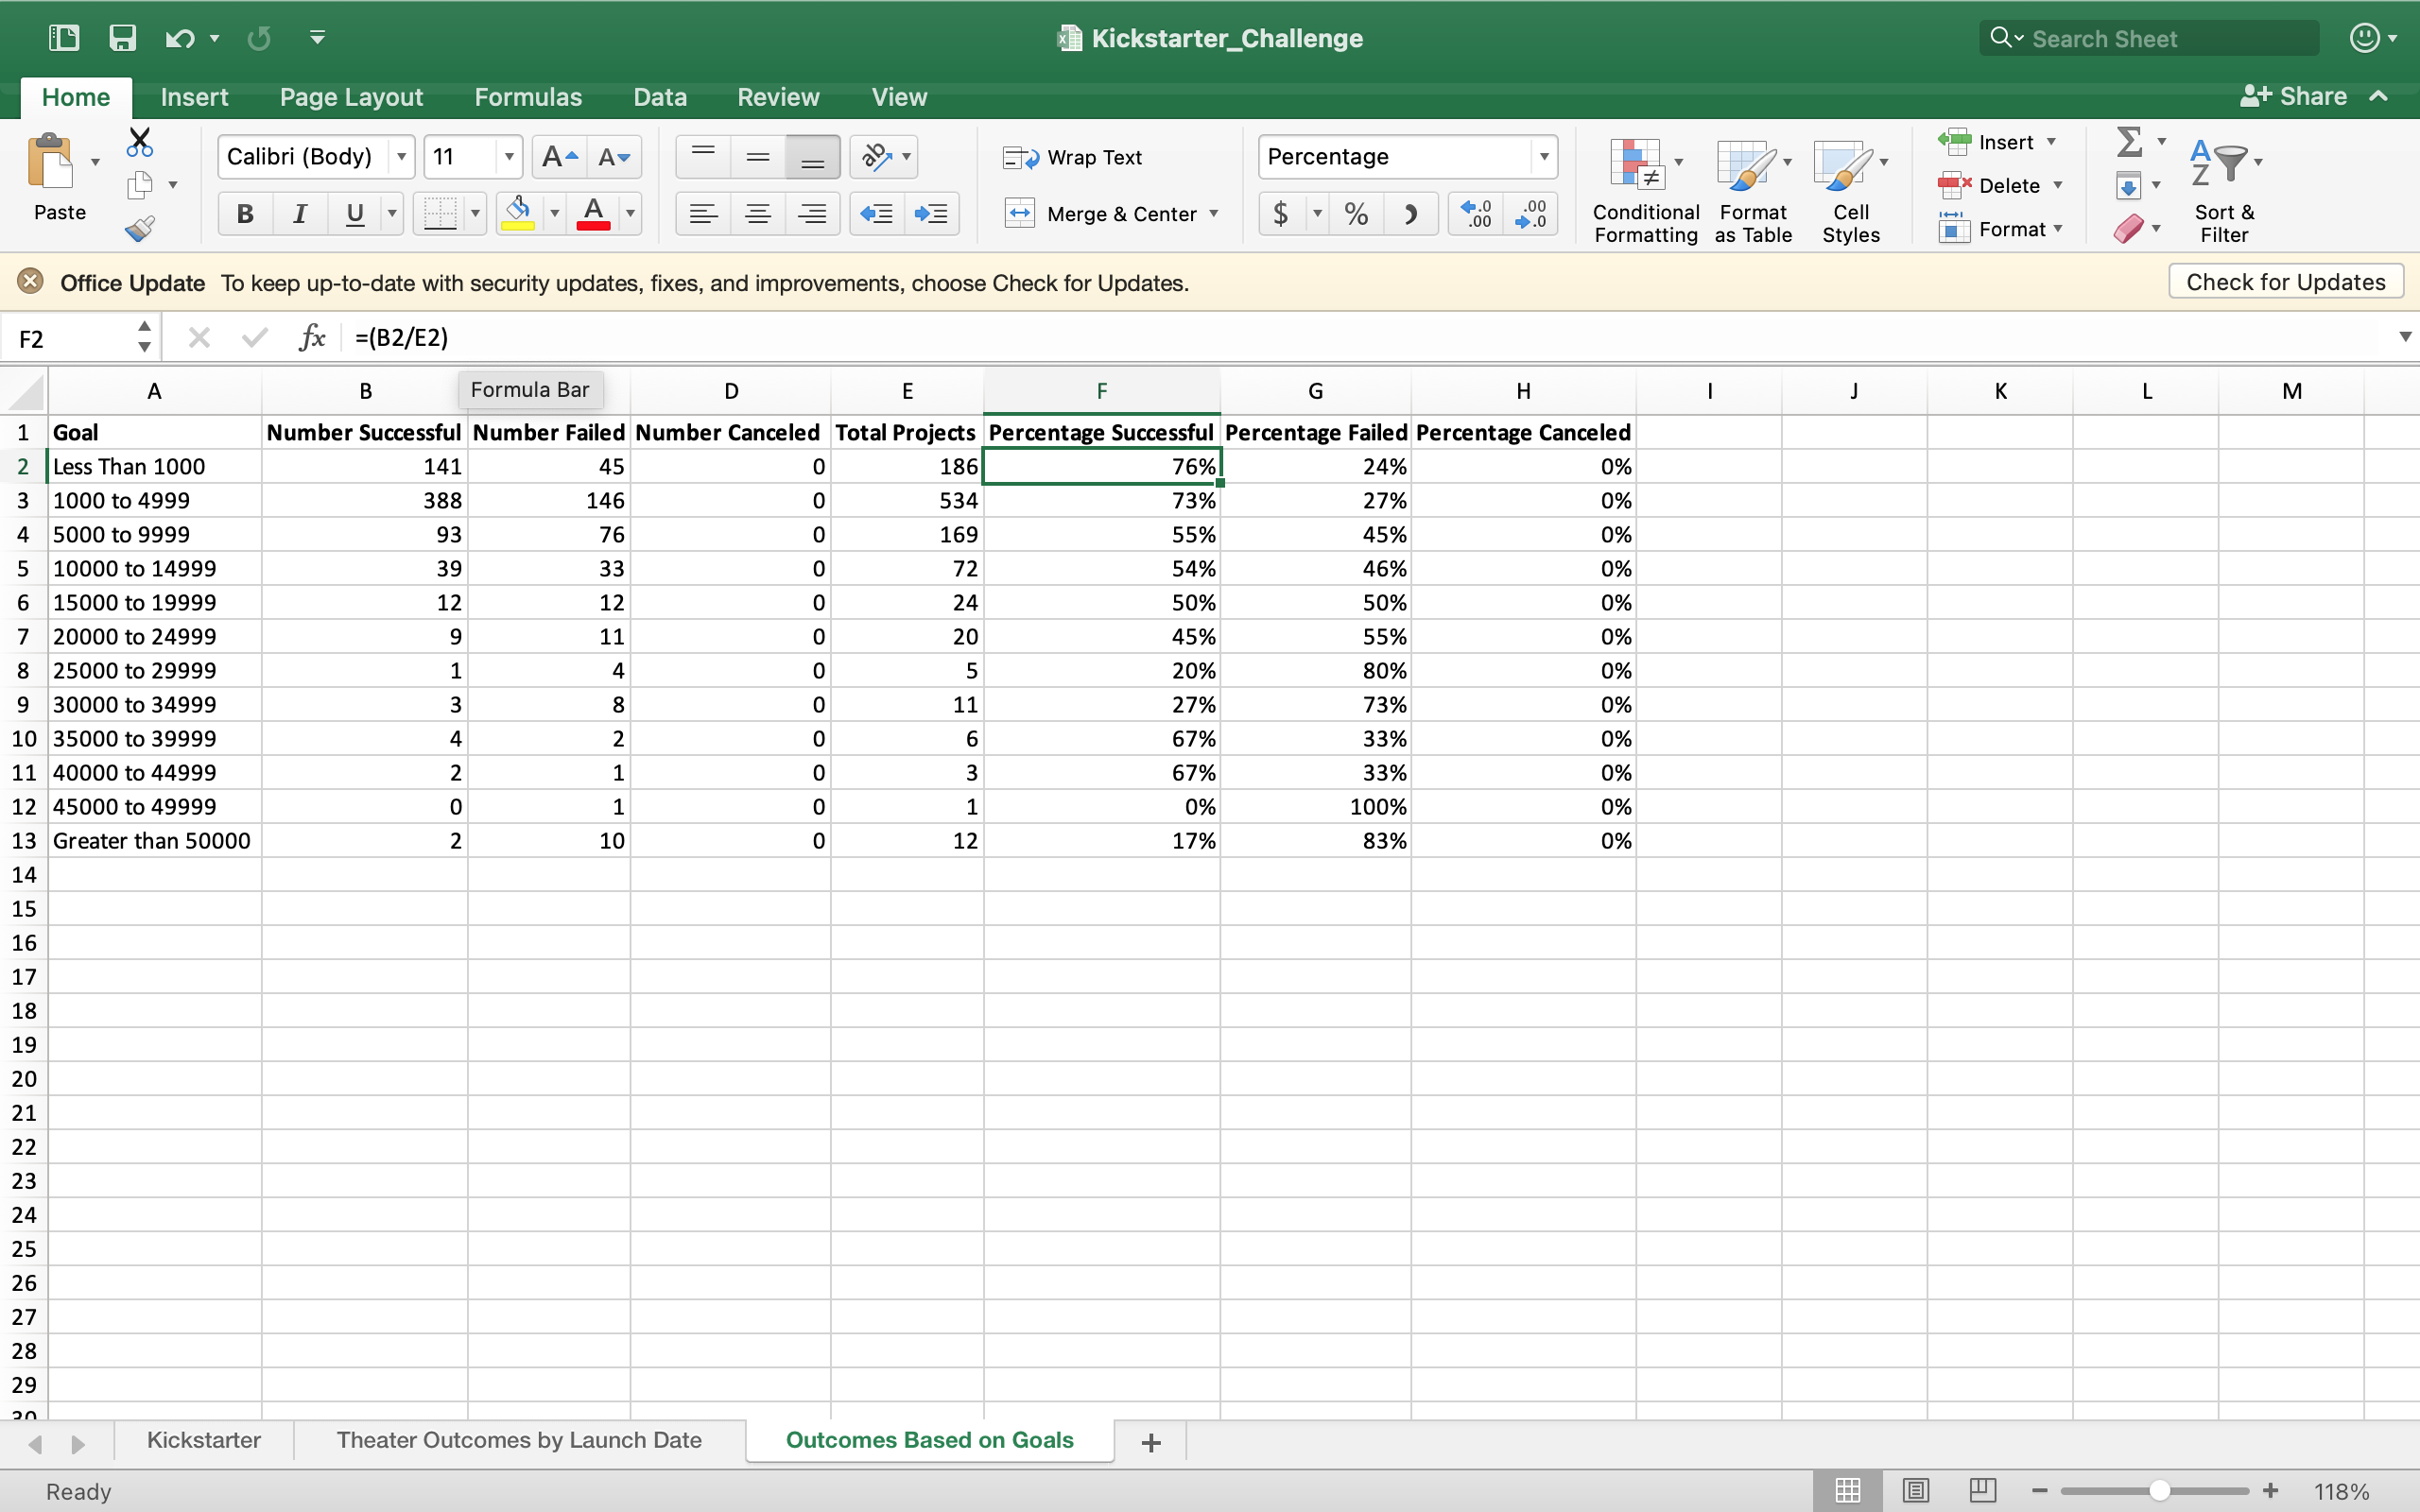 Kickstarter_Challenge
Search Sheet
Home Insert Page Layout Formulas Data Review View Share
Paste
Calibri (Body) 11 A A
B I U A
ab
Wrap Text
Merge & Center
Percentage
$ % .0 .00 .00 .0
Conditional Formatting
Format as Table
Cell Styles
Insert
Delete
Format
A Z
Sort & Filter
Office Update To keep up-to-date with security updates, fixes, and improvements, choose Check for Updates. Check for Updates
F2 fx =(B2/E2)
Formula Bar
A B D E F G H I J K L M
1 Goal Number Successful Number Failed Number Canceled Total Projects Percentage Successful Percentage Failed Percentage Canceled
2 Less Than 1000 141 45 0 186 76% 24% 0%
3 1000 to 4999 388 146 0 534 73% 27% 0%
4 5000 to 9999 93 76 0 169 55% 45% 0%
5 10000 to 14999 39 33 0 72 54% 46% 0%
6 15000 to 19999 12 12 0 24 50% 50% 0%
7 20000 to 24999 9 11 0 20 45% 55% 0%
8 25000 to 29999 1 4 0 5 20% 80% 0%
9 30000 to 34999 3 8 0 11 27% 73% 0%
10 35000 to 39999 4 2 0 6 67% 33% 0%
11 40000 to 44999 2 1 0 3 67% 33% 0%
12 45000 to 49999 0 1 0 1 0% 100% 0%
13 Greater than 50000 2 10 0 12 17% 83% 0%
14
15
16
17
18
19
20
21
22
23
24
25
26
27
28
29
30
Kickstarter Theater Outcomes by Launch Date Outcomes Based on Goals +
Ready 118%